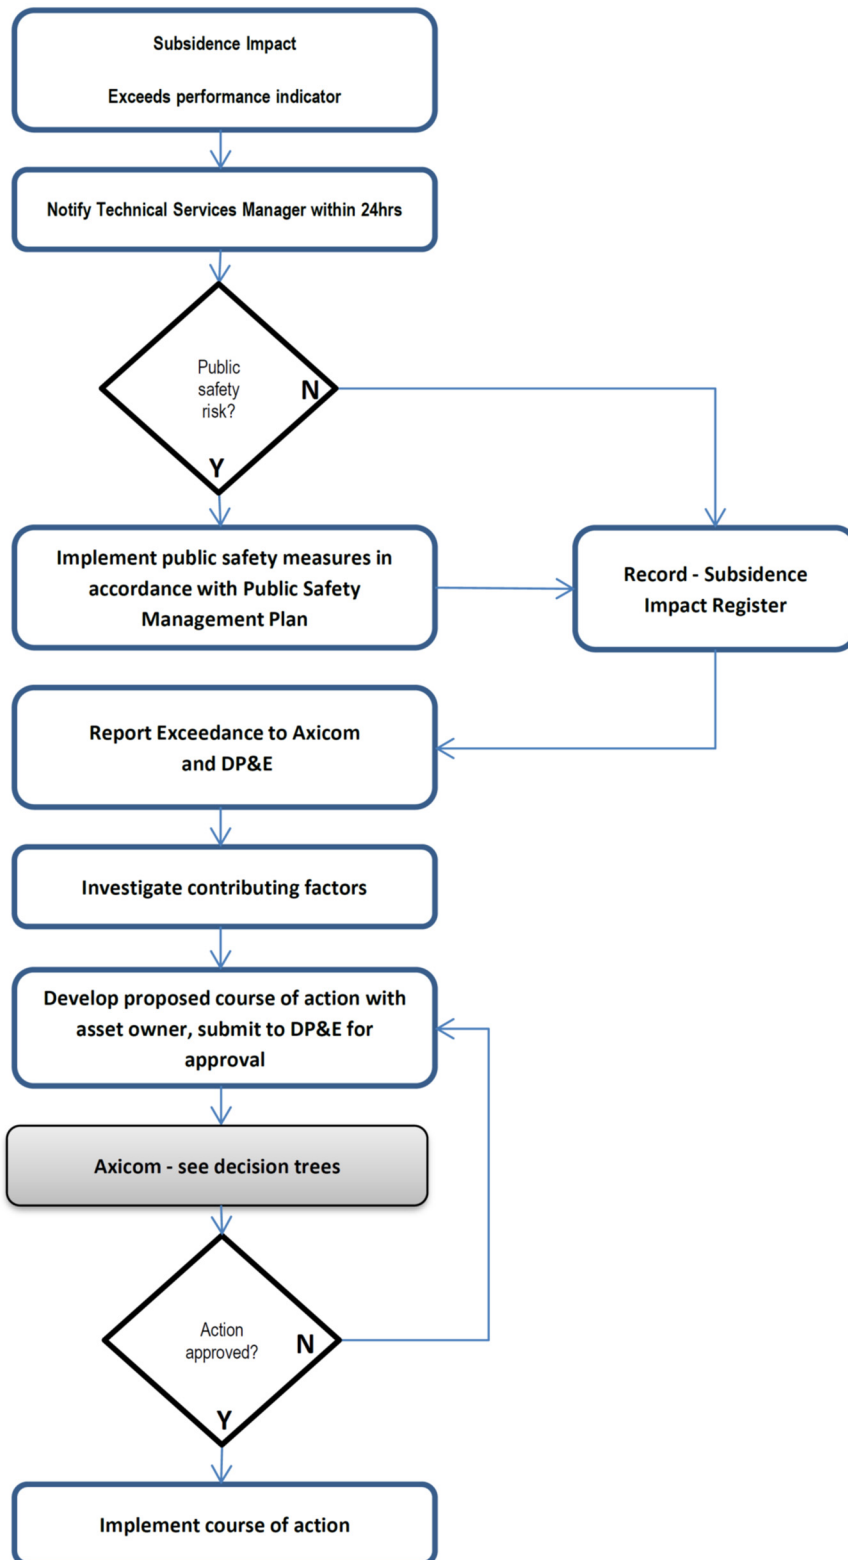 Subsidence Impact
Exceeds performance indicator
Notify Technical Services Manager within 24hrs
Public
safety
risk?
N
Y
Implement public safety measures in
accordance with Public Safety
Management Plan
Record - Subsidence
Impact Register
Report Exceedance to Axicom
and DP&E
Investigate contributing factors
Develop proposed course of action with
asset owner, submit to DP&E for
approval
Axicom - see decision trees
Action
approved?
N
Y
Implement course of action